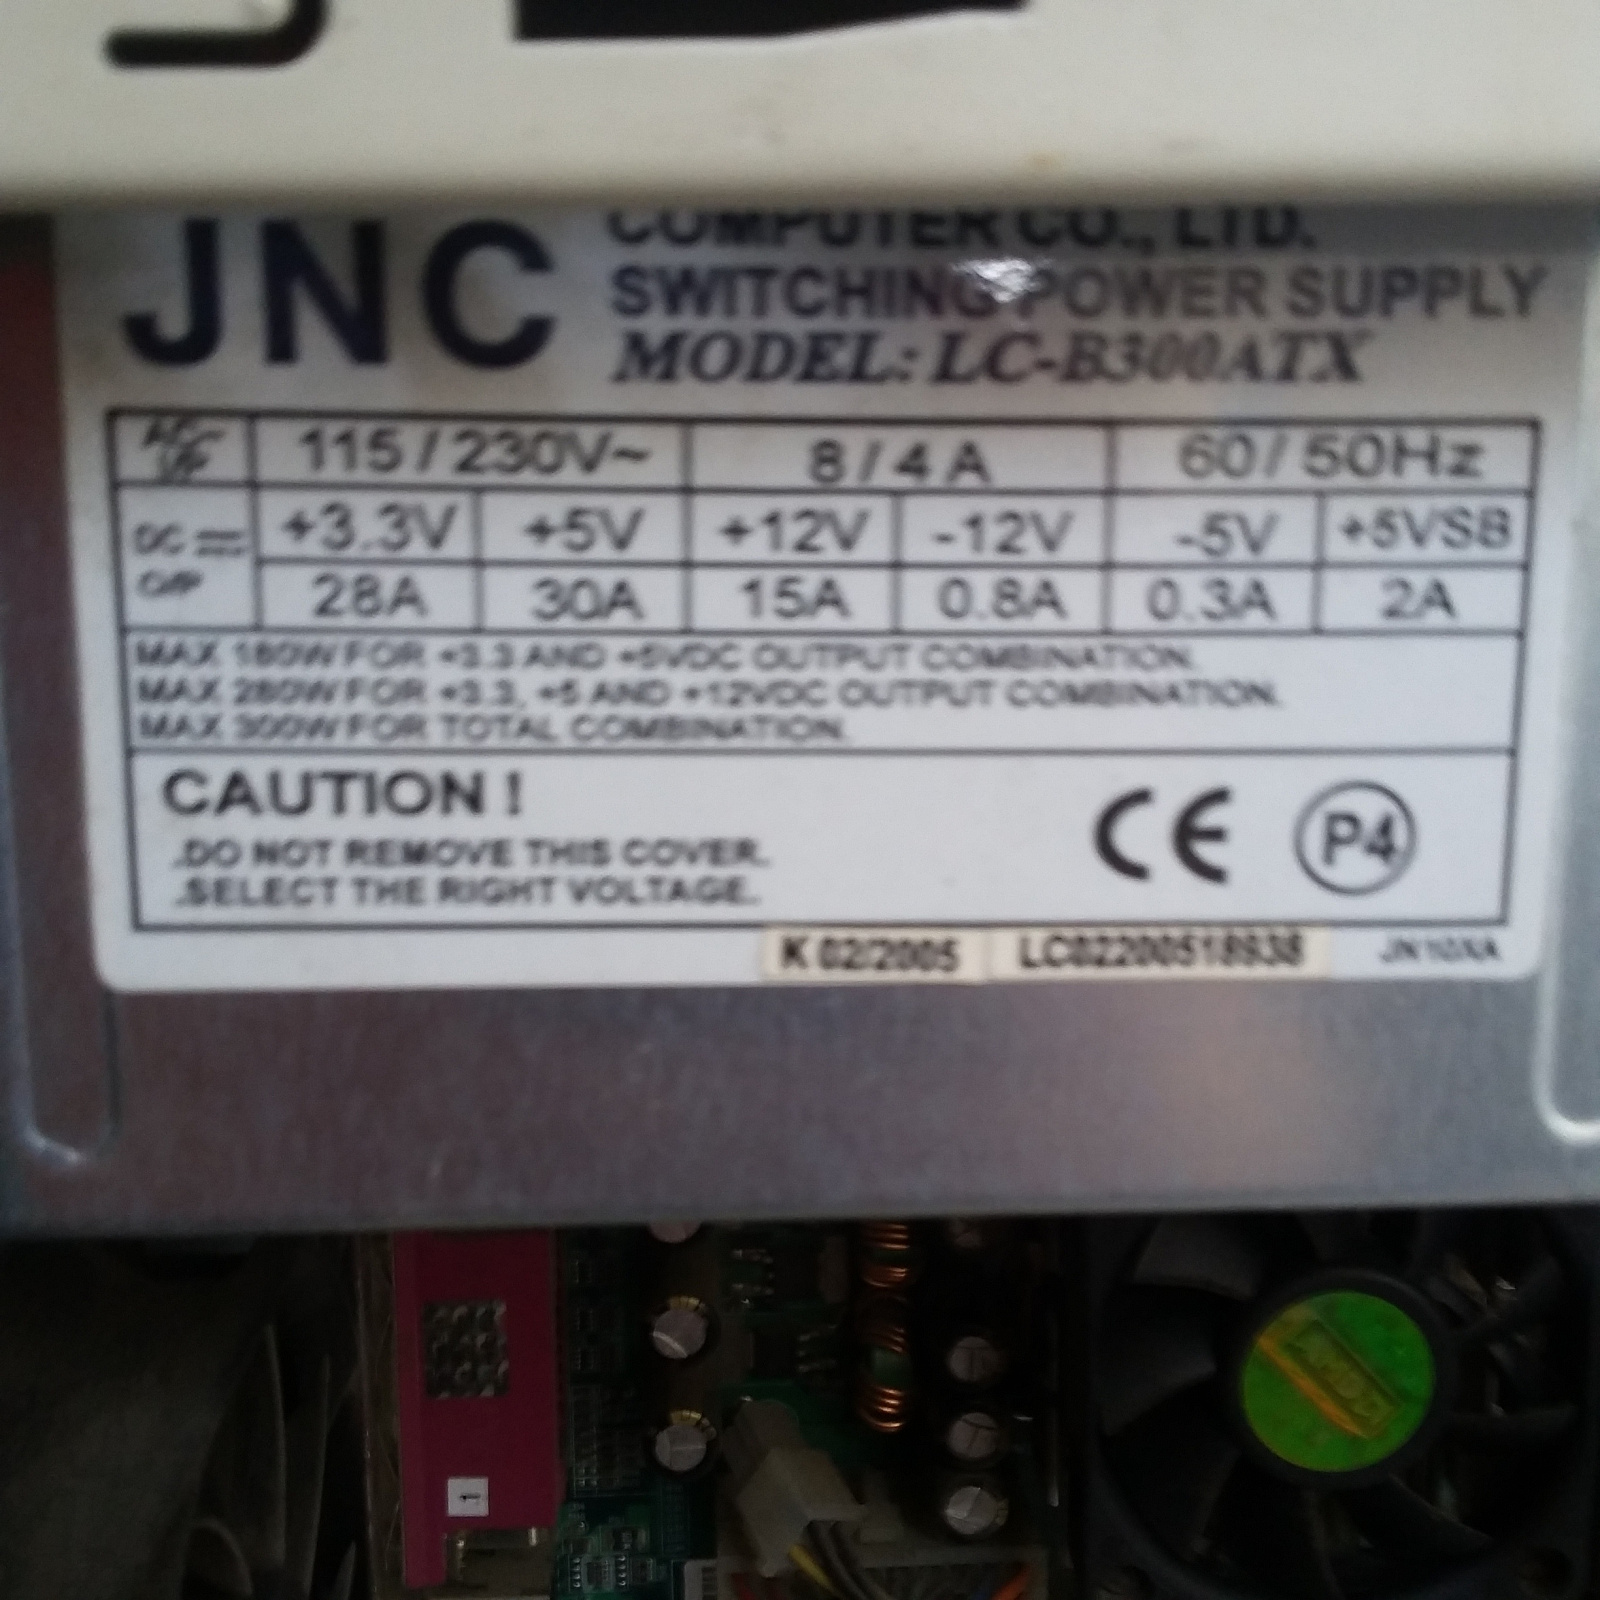 JNC
COMPUTER CO., LTD.
SWITCHING POWER SUPPLY
MODEL: LC-B300ATX
115 / 230V~ 8 / 4 A 60 / 50Hz
DC +3.3V +5V +12V -12V -5V +5VSB
O/P 28A 30A 15A 0.8A 0.3A 2A
MAX 180W FOR +3.3 AND +5VDC OUTPUT COMBINATION.
MAX 280W FOR +3.3, +5 AND +12VDC OUTPUT COMBINATION.
MAX 300W FOR TOTAL COMBINATION.
CAUTION !
.DO NOT REMOVE THIS COVER.
.SELECT THE RIGHT VOLTAGE.
CE P4
K 02/2005
1